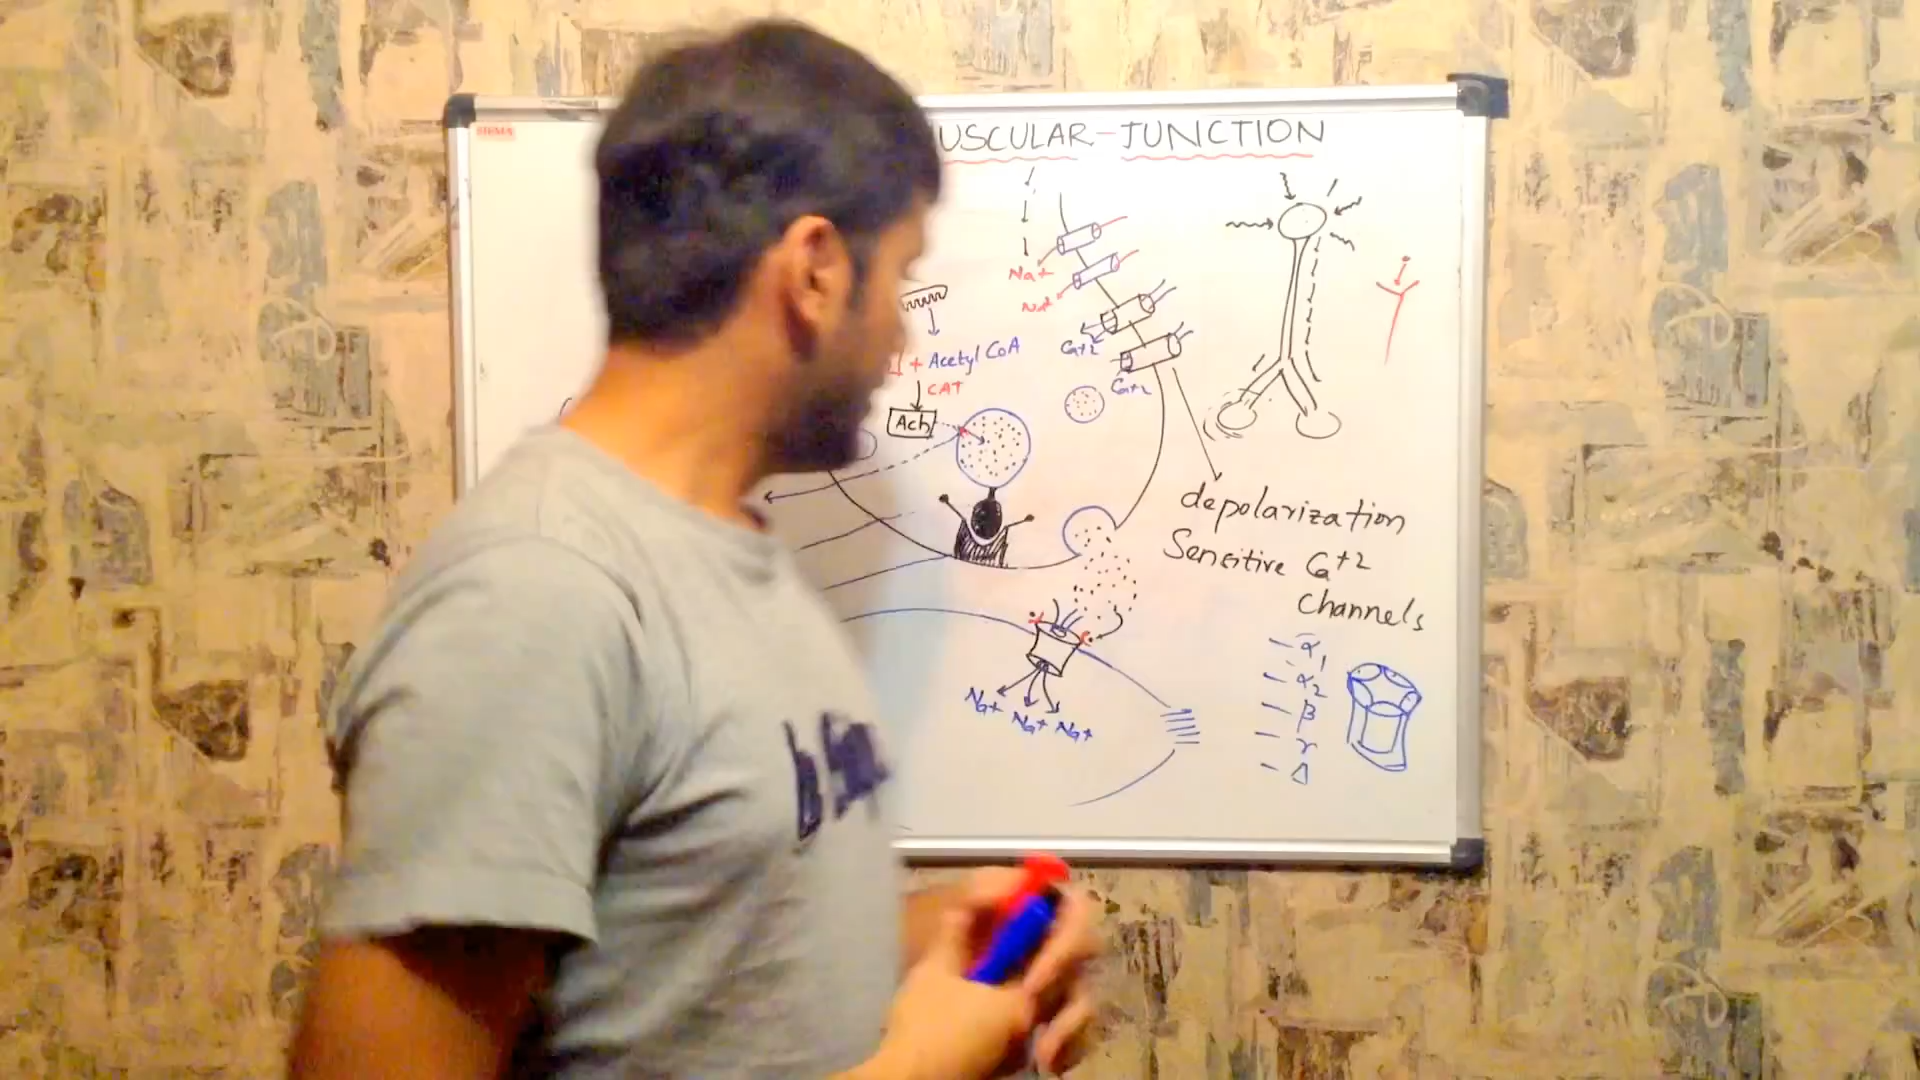 SIGMA
USCULAR-JUNCTION
Na+
Na+
Ca+2
Ca+2
+ Acetyl CoA
CAT
Ach
depolarization
Sensitive Ca+2
Channels
Na+ Na+ Na+
- α1
- α2
- β
- γ
- Δ